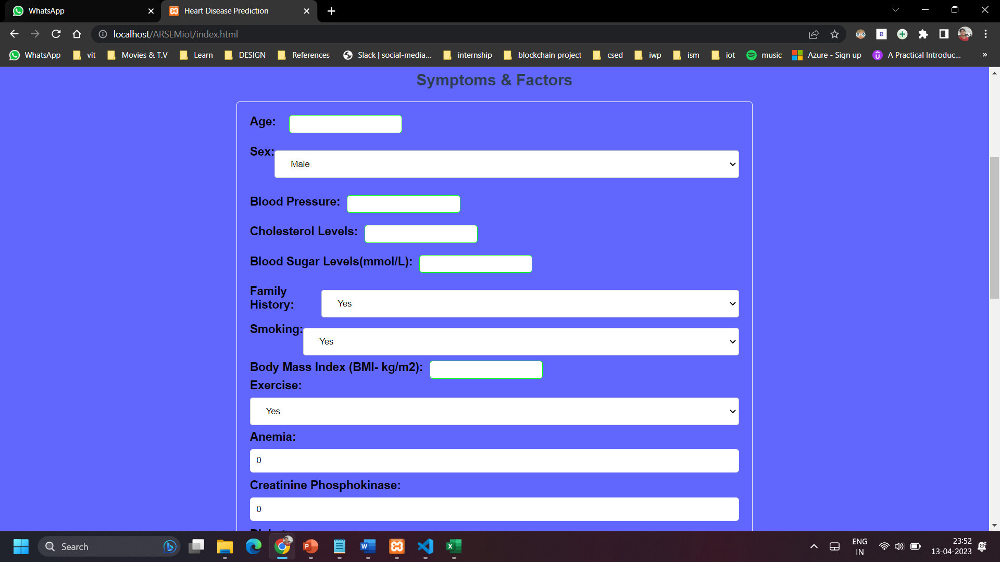 WhatsApp
Heart Disease Prediction
localhost/ARSEMiot/index.html
B
WhatsApp vit Movies & T.V Learn DESIGN References Slack | social-media... internship blockchain project csed iwp ism iot music Azure - Sign up A Practical Introduc... »
Symptoms & Factors
Age:
Sex:
Male
Blood Pressure:
Cholesterol Levels:
Blood Sugar Levels(mmol/L):
Family
History:
Yes
Smoking:
Yes
Body Mass Index (BMI- kg/m2):
Exercise:
Yes
Anemia:
0
Creatinine Phosphokinase:
0
Search
ENG
IN
23:52
13-04-2023